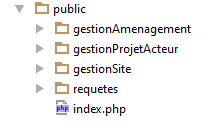 public
gestionAmenagement
gestionProjetActeur
gestionSite
requetes
php index.php